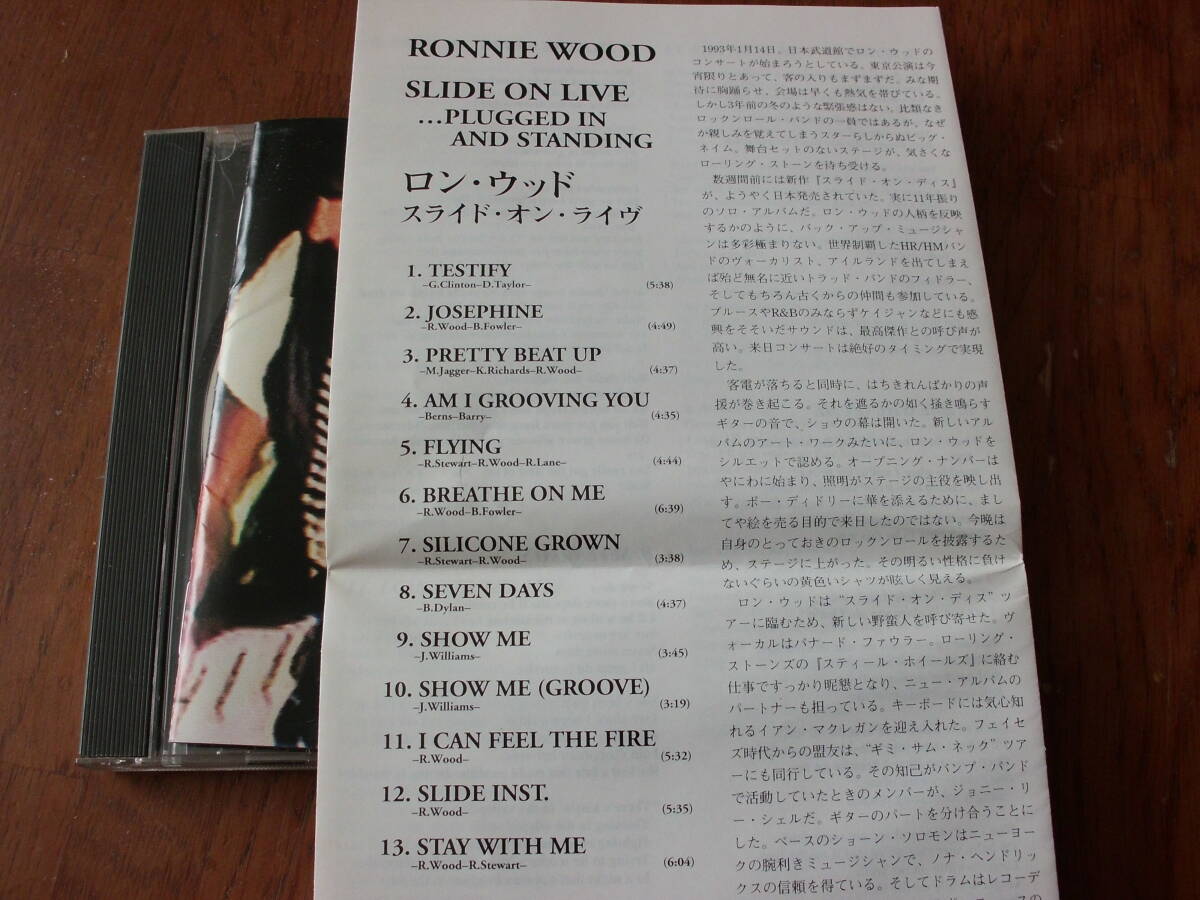 RONNIE WOOD
SLIDE ON LIVE
...PLUGGED IN
AND STANDING
ロン・ウッド
スライド・オン・ライヴ
1. TESTIFY
–G.Clinton–D.Taylor– (5:38)
2. JOSEPHINE
–R.Wood–B.Fowler– (4:49)
3. PRETTY BEAT UP
–M.Jagger–K.Richards–R.Wood– (4:37)
4. AM I GROOVING YOU
–Berns–Barry– (4:35)
5. FLYING
–R.Stewart–R.Wood–R.Lane– (4:44)
6. BREATHE ON ME
–R.Wood–B.Fowler– (6:39)
7. SILICONE GROWN
–R.Stewart–R.Wood– (3:38)
8. SEVEN DAYS
–B.Dylan– (4:37)
9. SHOW ME
–J.Williams– (3:45)
10. SHOW ME (GROOVE)
–J.Williams– (3:19)
11. I CAN FEEL THE FIRE
–R.Wood– (5:32)
12. SLIDE INST.
–R.Wood– (5:35)
13. STAY WITH ME
–R.Wood–R.Stewart– (6:04)
1993年1月14日。日本武道館でロン・ウッドの
コンサートが始まろうとしている。東京公演は今
宵限りとあって、客の入りもまずまずだ。みな期
待に胸踊らせ、会場は早くも熱気を帯びている。
しかし3年前の冬のような緊張感はない。比類なき
ロックンロール・バンドの一員ではあるが、なぜ
か親しみを覚えてしまうスターらしからぬビッグ・
ネイム。舞台セットのないステージが、気さくな
ローリング・ストーンを待ち受ける。
数週間前には新作『スライド・オン・ディス』
が、ようやく日本発売されていた。実に11年振り
のソロ・アルバムだ。ロン・ウッドの人柄を反映
するかのように、バック・アップ・ミュージシャ
ンは多彩極まりない。世界制覇したHR/HMバン
ドのヴォーカリスト、アイルランドを出てしまえ
ば殆ど無名に近いトラッド・バンドのフィドラー、
そしてもちろん古くからの仲間も参加している。
ブルースやR&Bのみならずケイジャンなどにも感
興をそそいだサウンドは、最高傑作との呼び声が
高い。来日コンサートは絶好のタイミングで実現
した。
客電が落ちると同時に、はちきれんばかりの声
援が巻き起こる。それを遮るかの如く掻き鳴らす
ギターの音で、ショウの幕は開いた。新しいアル
バムのアート・ワークみたいに、ロン・ウッドを
シルエットで認める。オープニング・ナンバーは
やにわに始まり、照明がステージの主役を映し出
す。ボー・ディドリーに華を添えるために、まし
てや絵を売る目的で来日したのではない。今晩は
自身のとっておきのロックンロールを披露するた
め、ステージに上がった。その明るい性格に負け
ないぐらいの黄色いシャツが眩しく見える。
ロン・ウッドは“スライド・オン・ディス”ツ
アーに臨むため、新しい野蛮人を呼び寄せた。ヴ
ォーカルはバナード・ファウラー。ローリング・
ストーンズの『スティール・ホイールズ』に絡む
仕事ですっかり昵懇となり、ニュー・アルバムの
パートナーも担っている。キーボードには気心知
れるイアン・マクレガンを迎え入れた。フェイセ
ズ時代からの盟友は、“ギミ・サム・ネック”ツア
ーにも同行している。その知己がバンプ・バンド
で活動していたときのメンバーが、ジョニー・リ
ー・シェルだ。ギターのパートを分け合うことに
した。ベースのショーン・ソロモンはニューヨー
クの腕利きミュージシャンで、ノナ・ヘンドリッ
クスの信頼を得ている。そしてドラムはレコーデ